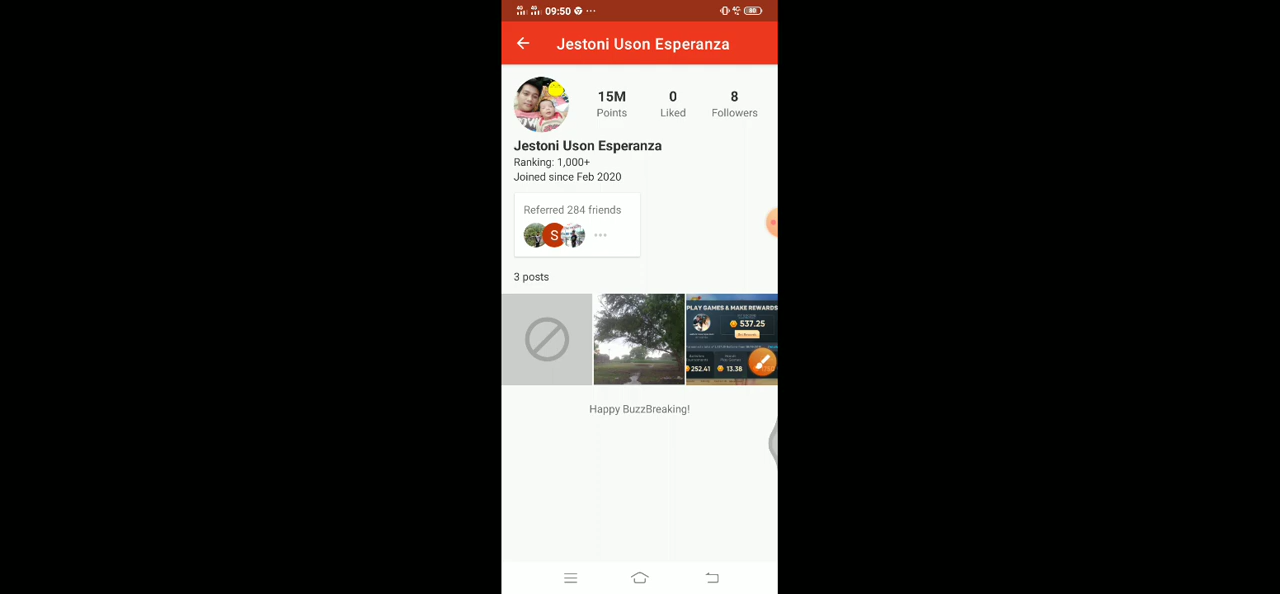 09:50 ...
80
Jestoni Uson Esperanza
15M
0
8
Points
Liked
Followers
Jestoni Uson Esperanza
Ranking: 1,000+
Joined since Feb 2020
Referred 284 friends
S
3 posts
PLAY GAMES & MAKE REWARDS
537.25
252.41
13.38
Happy BuzzBreaking!